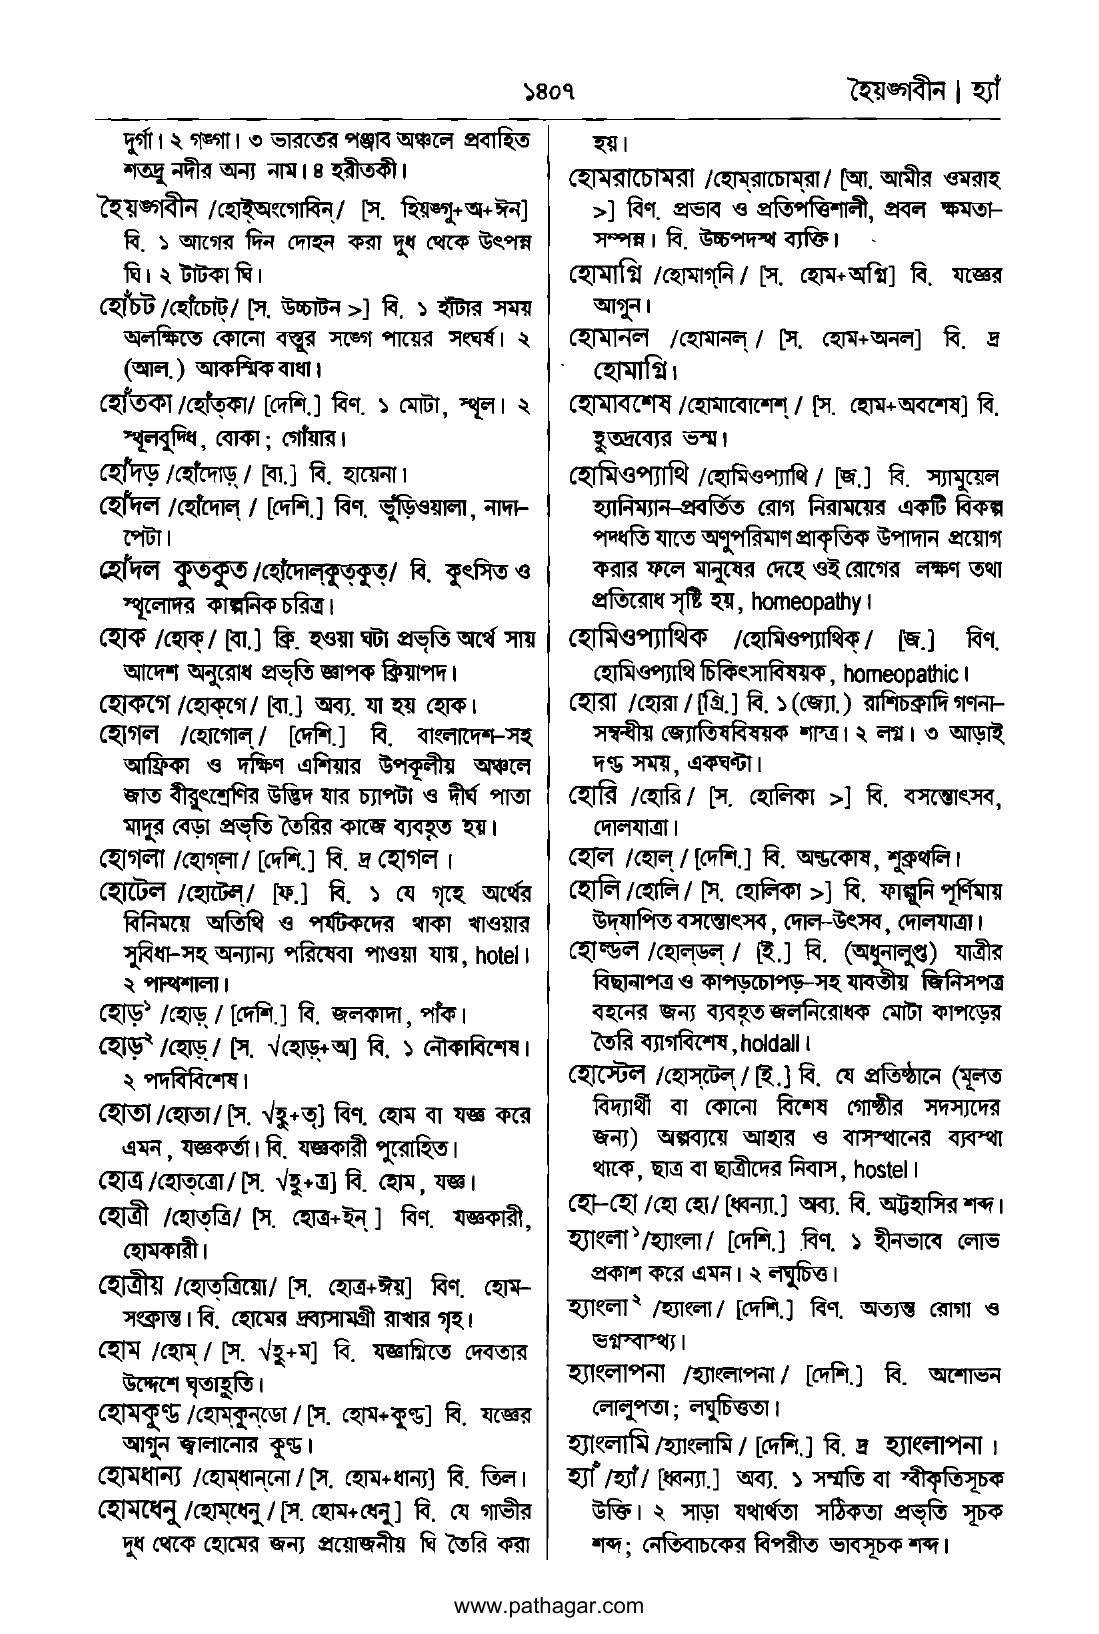 ১৪০৭
হৈয়ঙ্গবীন | হ্যাঁ
দুর্গা। ২ গঙ্গা। ৩ ভারতের পঞ্জাব অঞ্চলে প্রবাহিত
শতদ্রু নদীর অন্য নাম। ৪ হরীতকী।
হৈয়ঙ্গবীন /হোইঅংগোবিন্/ [স. হিয়ঙ্গু+অ+ঈন]
বি. ১ আগের দিন দোহন করা দুধ থেকে উৎপন্ন
ঘি। ২ টাটকা ঘি।
হোঁচট /হোঁচোট্/ [স. উচ্চাটন >] বি. ১ হাঁটার সময়
অলক্ষিতে কোনো বস্তুর সঙ্গে পায়ের সংঘর্ষ। ২
(আল.) আকস্মিক বাধা।
হোঁতকা /হোঁত্‌কা/ [দেশি.] বিণ. ১ মোটা, স্থূল। ২
স্থূলবুদ্ধি, বোকা; গোঁয়ার।
হোঁদড় /হোঁদোড়্/ [বা.] বি. হায়েনা।
হোঁদল /হোঁদোল্ / [দেশি.] বিণ. ভুঁড়িওয়ালা, নাদা-
পেটা।
হোঁদল কুতকুত /হোঁদোল্‌কুত্‌কুত্/ বি. কুৎসিত ও
স্থূলোদর কাল্পনিক চরিত্র।
হোক /হোক্/ [বা.] ক্রি. হওয়া ঘটা প্রভৃতি অর্থে সায়
আদেশ অনুরোধ প্রভৃতি জ্ঞাপক ক্রিয়াপদ।
হোকগে /হোক্‌গে/ [বা.] অব্য. যা হয় হোক।
হোগল /হোগোল্/ [দেশি.] বি. বাংলাদেশ-সহ
আফ্রিকা ও দক্ষিণ এশিয়ার উপকূলীয় অঞ্চলে
জাত বীরুৎশ্রেণির উদ্ভিদ যার চ্যাপটা ও দীর্ঘ পাতা
মাদুর বেড়া প্রভৃতি তৈরির কাজে ব্যবহৃত হয়।
হোগলা /হোগ্‌লা/ [দেশি.] বি. দ্র হোগল।
হোটেল /হোটেল্/ [ফ.] বি. ১ যে গৃহে অর্থের
বিনিময়ে অতিথি ও পর্যটকদের থাকা খাওয়ার
সুবিধা-সহ অন্যান্য পরিষেবা পাওয়া যায়, hotel।
২ পান্থশালা।
হোড়১ /হোড়্ / [দেশি.] বি. জলকাদা, পাঁক।
হোড়২ /হোড়্/ [স. √হোড়্+অ] বি. ১ নৌকাবিশেষ।
২ পদবিবিশেষ।
হোতা /হোতা/ [স. √হু+তৃ] বিণ. হোম বা যজ্ঞ করে
এমন, যজ্ঞকর্তা। বি. যজ্ঞকারী পুরোহিত।
হোত্র /হোত্‌ত্রো/ [স. √হু+ত্র] বি. হোম, যজ্ঞ।
হোত্রী /হোত্‌ত্রি/ [স. হোত্র+ইন্ ] বিণ. যজ্ঞকারী,
হোমকারী।
হোত্রীয় /হোত্‌ত্রিয়ো/ [স. হোত্র+ঈয়] বিণ. হোম-
সংক্রান্ত। বি. হোমের দ্রব্যসামগ্রী রাখার গৃহ।
হোম /হোম্ / [স. √হু+ম] বি. যজ্ঞাগ্নিতে দেবতার
উদ্দেশে ঘৃতাহুতি।
হোমকুণ্ড /হোম্‌কুন্‌ডো / [স. হোম+কুণ্ড] বি. যজ্ঞের
আগুন জ্বালানোর কুণ্ড।
হোমধান্য /হোম্‌ধান্‌নো / [স. হোম+ধান্য] বি. তিল।
হোমধেনু /হোম্‌ধেনু / [স. হোম+ধেনু] বি. যে গাভীর
দুধ থেকে হোমের জন্য প্রয়োজনীয় ঘি তৈরি করা
হয়।
হোমরাচোমরা /হোম্‌রাচোম্‌রা/ [আ. আমীর ওমরাহ
>] বিণ. প্রভাব ও প্রতিপত্তিশালী, প্রবল ক্ষমতা-
সম্পন্ন। বি. উচ্চপদস্থ ব্যক্তি।
হোমাগ্নি /হোমাগ্‌নি / [স. হোম+অগ্নি] বি. যজ্ঞের
আগুন।
হোমানল /হোমানল্ / [স. হোম+অনল] বি. দ্র
হোমাগ্নি।
হোমাবশেষ /হোমাবোশেশ্ / [স. হোম+অবশেষ] বি.
হুতদ্রব্যের ভস্ম।
হোমিওপ্যাথি /হোমিওপ্যাথি / [জ.] বি. স্যামুয়েল
হ্যানিম্যান-প্রবর্তিত রোগ নিরাময়ের একটি বিকল্প
পদ্ধতি যাতে অণুপরিমাণ প্রাকৃতিক উপাদান প্রয়োগ
করার ফলে মানুষের দেহে ওই রোগের লক্ষণ তথা
প্রতিরোধ সৃষ্টি হয়, homeopathy।
হোমিওপ্যাথিক /হোমিওপ্যাথিক্/ [জ.] বিণ.
হোমিওপ্যাথি চিকিৎসাবিষয়ক, homeopathic।
হোরা /হোরা / [গ্রি.] বি. ১ (জ্যো.) রাশিচক্রাদি গণনা-
সম্বন্ধীয় জ্যোতিষবিষয়ক শাস্ত্র। ২ লগ্ন। ৩ আড়াই
দণ্ড সময়, একঘণ্টা।
হোরি /হোরি/ [স. হোলিকা >] বি. বসন্তোৎসব,
দোলযাত্রা।
হোল /হোল্ / [দেশি.] বি. অন্ডকোষ, শুক্রথলি।
হোলি /হোলি/ [স. হোলিকা >] বি. ফাল্গুনি পূর্ণিমায়
উদ্‌যাপিত বসন্তোৎসব, দোল-উৎসব, দোলযাত্রা।
হোল্ডল /হোল্‌ডল্ / [ই.] বি. (অধুনালুপ্ত) যাত্রীর
বিছানাপত্র ও কাপড়চোপড়-সহ যাবতীয় জিনিসপত্র
বহনের জন্য ব্যবহৃত জলনিরোধক মোটা কাপড়ের
তৈরি ব্যাগবিশেষ, holdall।
হোস্টেল /হোস্‌টেল্ / [ই.] বি. যে প্রতিষ্ঠানে (মূলত
বিদ্যার্থী বা কোনো বিশেষ গোষ্ঠীর সদস্যদের
জন্য) অল্পব্যয়ে আহার ও বাসস্থানের ব্যবস্থা
থাকে, ছাত্র বা ছাত্রীদের নিবাস, hostel।
হো-হো /হো হো/ [ধ্বন্যা.] অব্য. বি. অট্টহাসির শব্দ।
হ্যাংলা১ /হ্যাংলা/ [দেশি.] বিণ. ১ হীনভাবে লোভ
প্রকাশ করে এমন। ২ লঘুচিত্ত।
হ্যাংলা২ /হ্যাংলা/ [দেশি.] বিণ. অত্যন্ত রোগা ও
ভগ্নস্বাস্থ্য।
হ্যাংলাপনা /হ্যাংলাপনা / [দেশি.] বি. অশোভন
লোলুপতা; লঘুচিত্ততা।
হ্যাংলামি /হ্যাংলামি / [দেশি.] বি. দ্র হ্যাংলাপনা।
হ্যাঁ /হ্যাঁ/ [ধ্বন্যা.] অব্য. ১ সম্মতি বা স্বীকৃতিসূচক
উক্তি। ২ সাড়া যথার্থতা সঠিকতা প্রভৃতি সূচক
শব্দ; নেতিবাচকের বিপরীত ভাবসূচক শব্দ।
www.pathagar.com